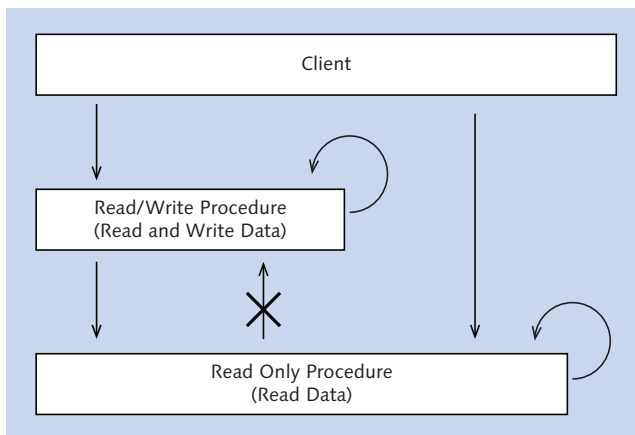 Client
Read/Write Procedure
(Read and Write Data)
Read Only Procedure
(Read Data)